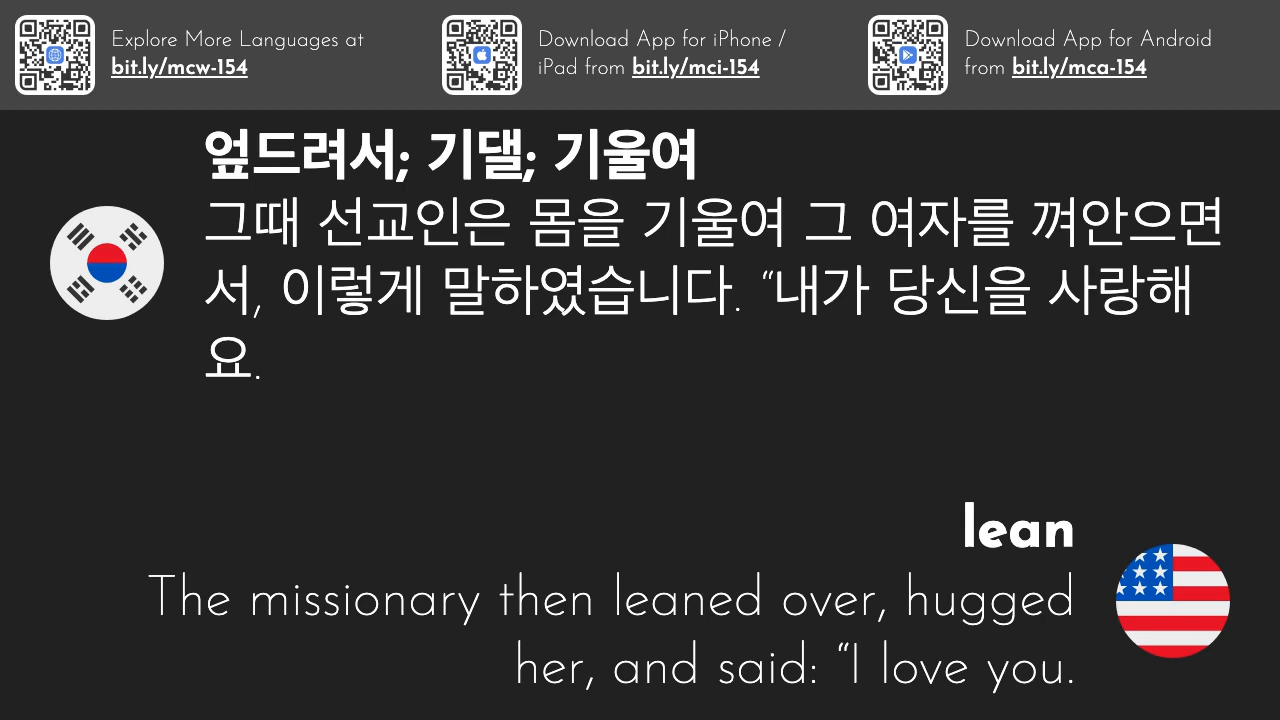 Explore More Languages at
bit.ly/mcw-154
Download App for iPhone /
iPad from bit.ly/mci-154
Download App for Android
from bit.ly/mca-154
엎드려서; 기댈; 기울여
그때 선교인은 몸을 기울여 그 여자를 껴안으면
서, 이렇게 말하였습니다. “내가 당신을 사랑해
요.
lean
The missionary then leaned over, hugged
her, and said: “I love you.